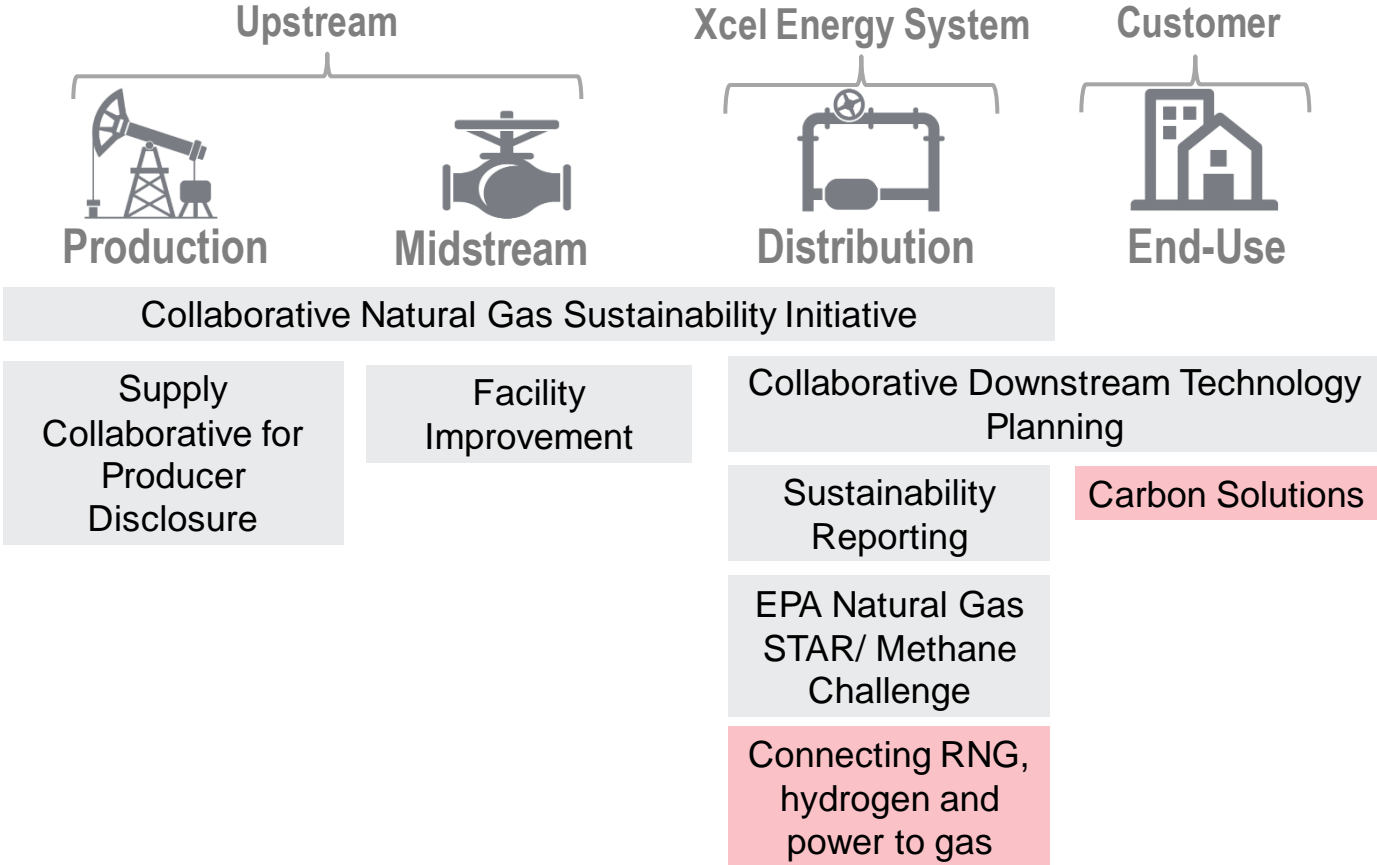 Upstream
Xcel Energy System
Customer
Production
Midstream
Distribution
End-Use
Collaborative Natural Gas Sustainability Initiative
Supply
Collaborative for
Producer
Disclosure
Facility
Improvement
Collaborative Downstream Technology
Planning
Sustainability
Reporting
Carbon Solutions
EPA Natural Gas
STAR/ Methane
Challenge
Connecting RNG,
hydrogen and
power to gas